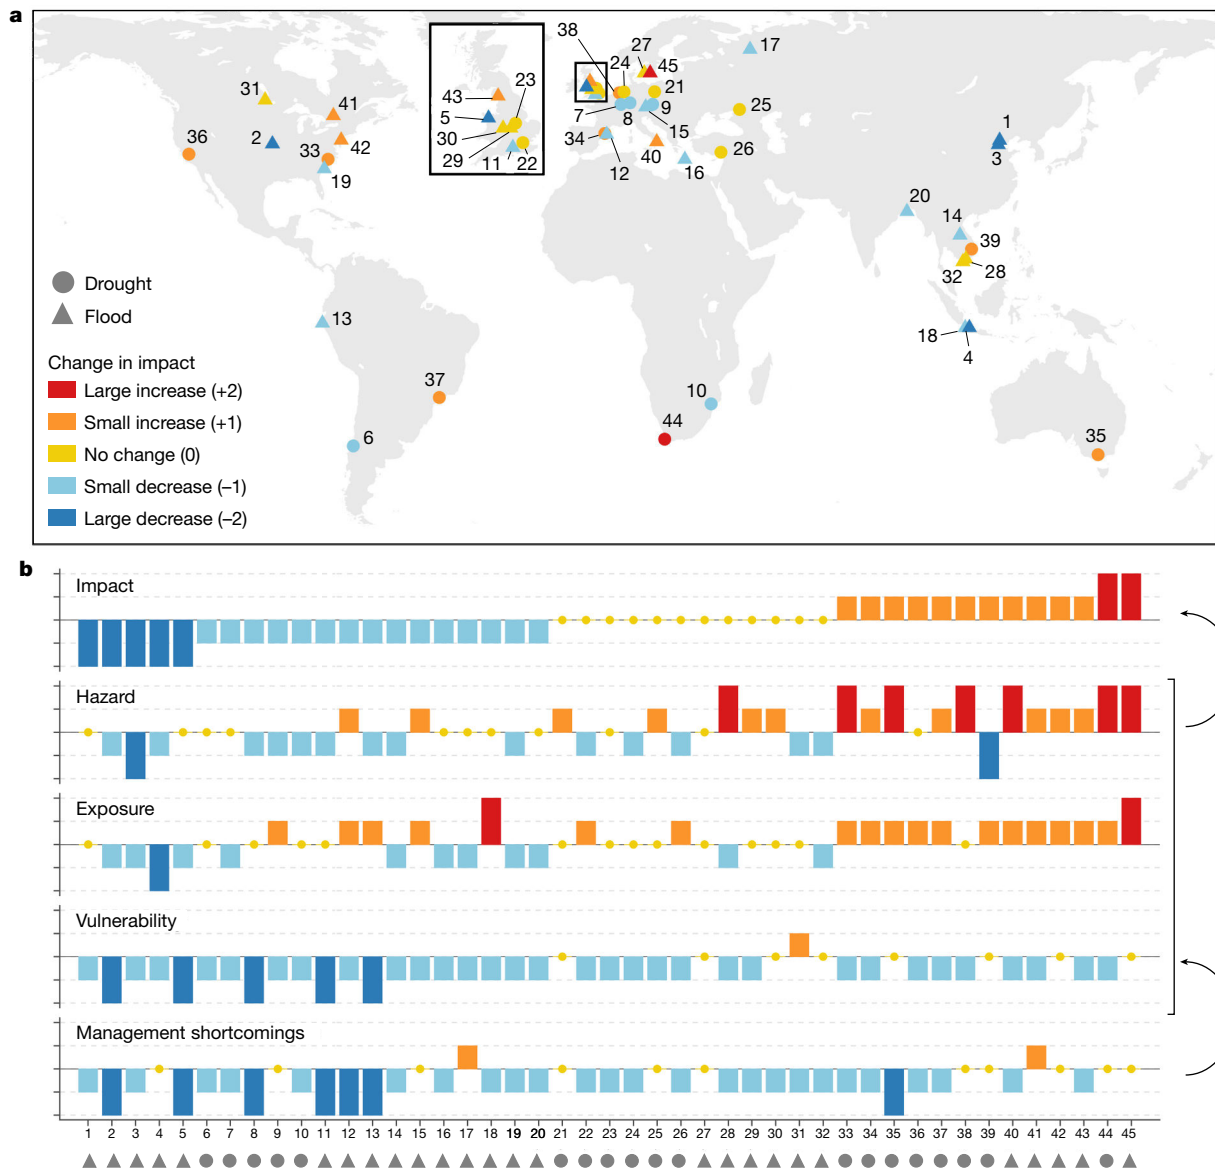 a
38
27
17
24
45
31
23
21
43
41
25
5
7
8
9
1
36
2
42
30
34
15
33
29
40
26
3
19
11
22
12
16
20
14
39
Drought
32
28
Flood
13
18
4
Change in impact
Large increase (+2)
37
10
Small increase (+1)
44
35
No change (0)
6
Small decrease (–1)
Large decrease (–2)
b
Impact
Hazard
Exposure
Vulnerability
Management shortcomings
1 2 3 4 5 6 7 8 9 10 11 12 13 14 15 16 17 18 19 20 21 22 23 24 25 26 27 28 29 30 31 32 33 34 35 36 37 38 39 40 41 42 43 44 45